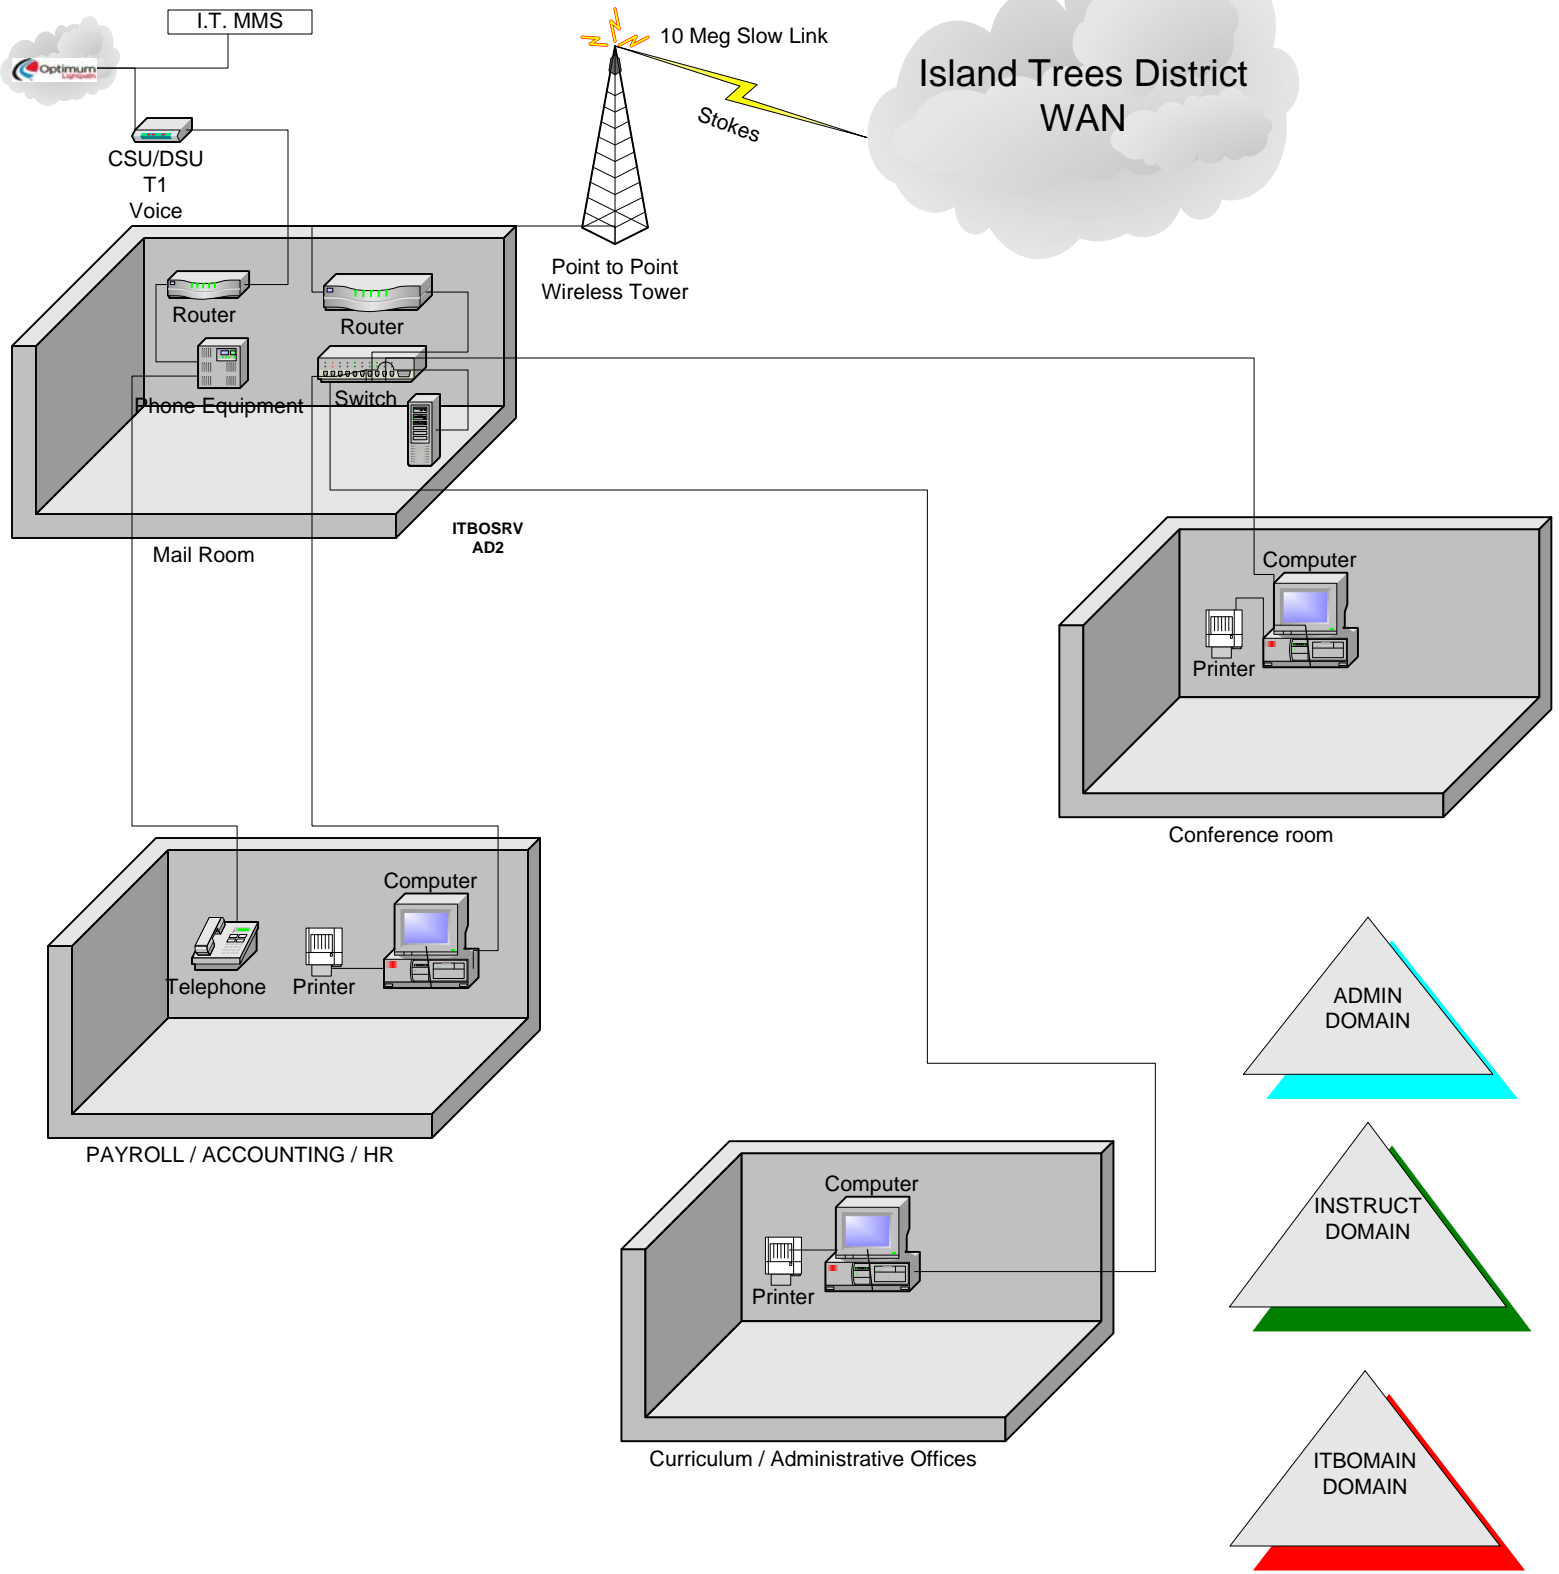 I.T. MMS
Optimum
Lightpath
10 Meg Slow Link
Island Trees District
WAN
Stokes
CSU/DSU
T1
Voice
Point to Point
Wireless Tower
Router
Router
Phone Equipment
Switch
ITBOSRV
AD2
Mail Room
Computer
Printer
Conference room
Computer
Telephone
Printer
PAYROLL / ACCOUNTING / HR
ADMIN
DOMAIN
INSTRUCT
DOMAIN
Computer
Printer
Curriculum / Administrative Offices
ITBOMAIN
DOMAIN